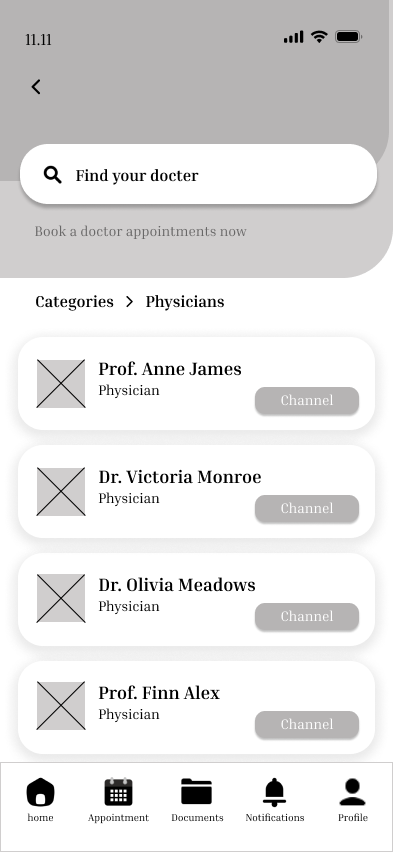 11.11
Find your docter
Book a doctor appointments now
Categories > Physicians
Prof. Anne James
Physician
Channel
Dr. Victoria Monroe
Physician
Channel
Dr. Olivia Meadows
Physician
Channel
Prof. Finn Alex
Physician
Channel
home Appointment Documents Notifications Profile